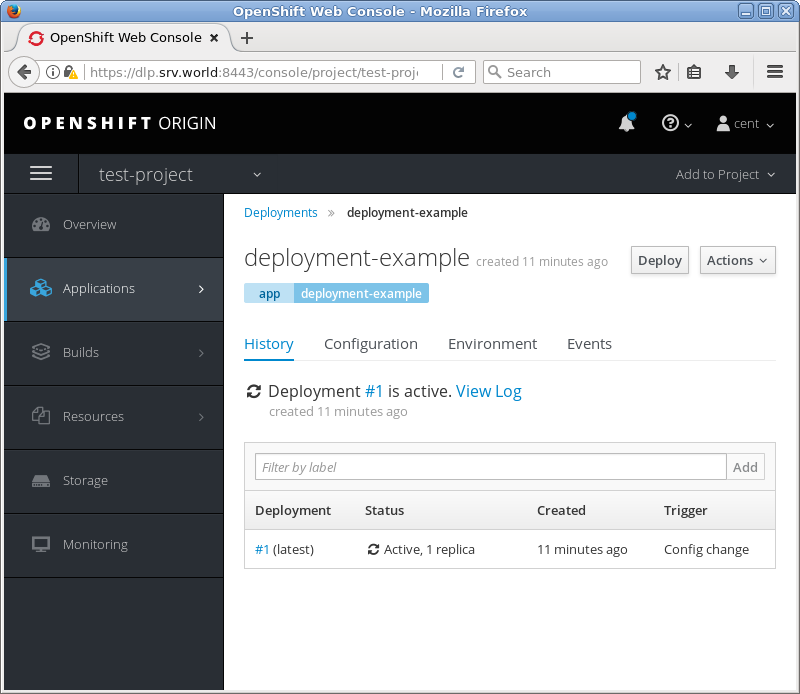 OpenShift Web Console - Mozilla Firefox
OpenShift Web Console
https://dlp.srv.world:8443/console/project/test-proj
Search
OPENSHIFT ORIGIN
cent
test-project
Add to Project
Overview
Applications
Builds
Resources
Storage
Monitoring
Deployments » deployment-example
deployment-example created 11 minutes ago
Deploy
Actions
app deployment-example
History Configuration Environment Events
Deployment #1 is active. View Log
created 11 minutes ago
Filter by label
Add
Deployment Status Created Trigger
#1 (latest) Active, 1 replica 11 minutes ago Config change